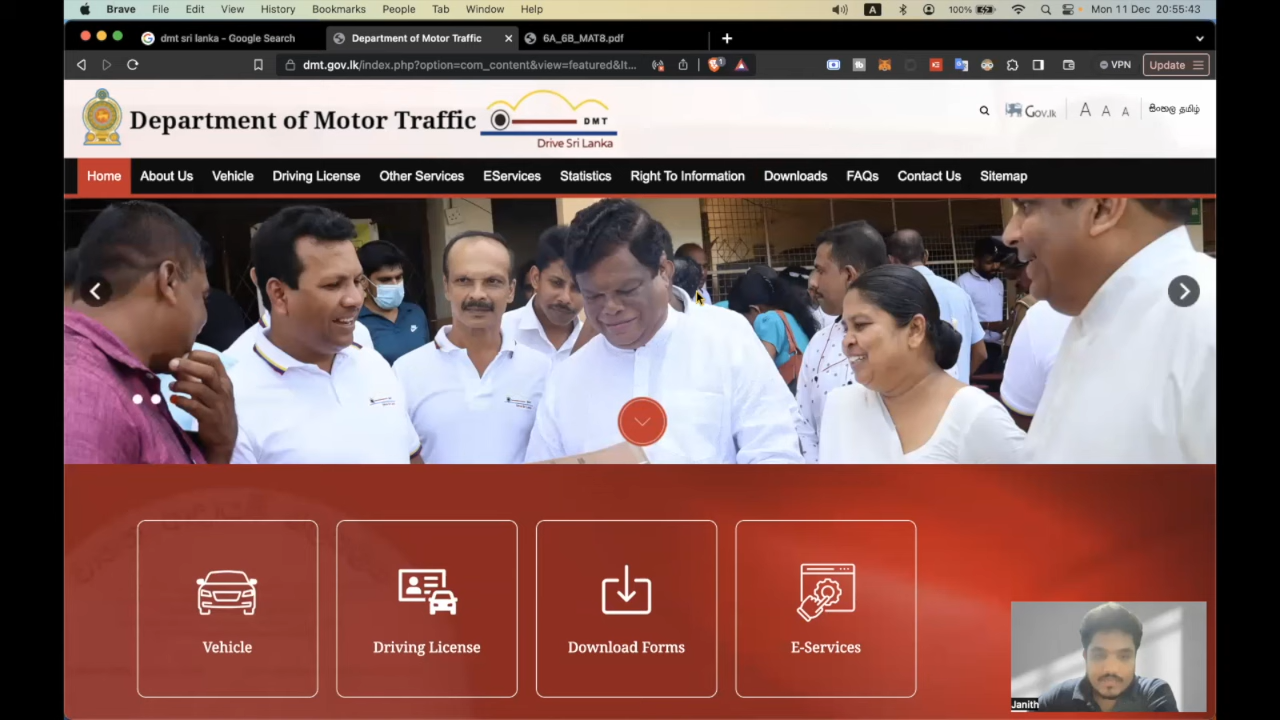 Brave File Edit View History Bookmarks People Tab Window Help A 100% Mon 11 Dec 20:55:43
dmt sri lanka - Google Search Department of Motor Traffic 6A_6B_MAT8.pdf
dmt.gov.lk/index.php?option=com_content&view=featured&It... 1 VPN Update
Department of Motor Traffic DMT Drive Sri Lanka
Gov.lk A A A සිංහල தமிழ்
Home About Us Vehicle Driving License Other Services EServices Statistics Right To Information Downloads FAQs Contact Us Sitemap
Vehicle Driving License Download Forms E-Services
Janith